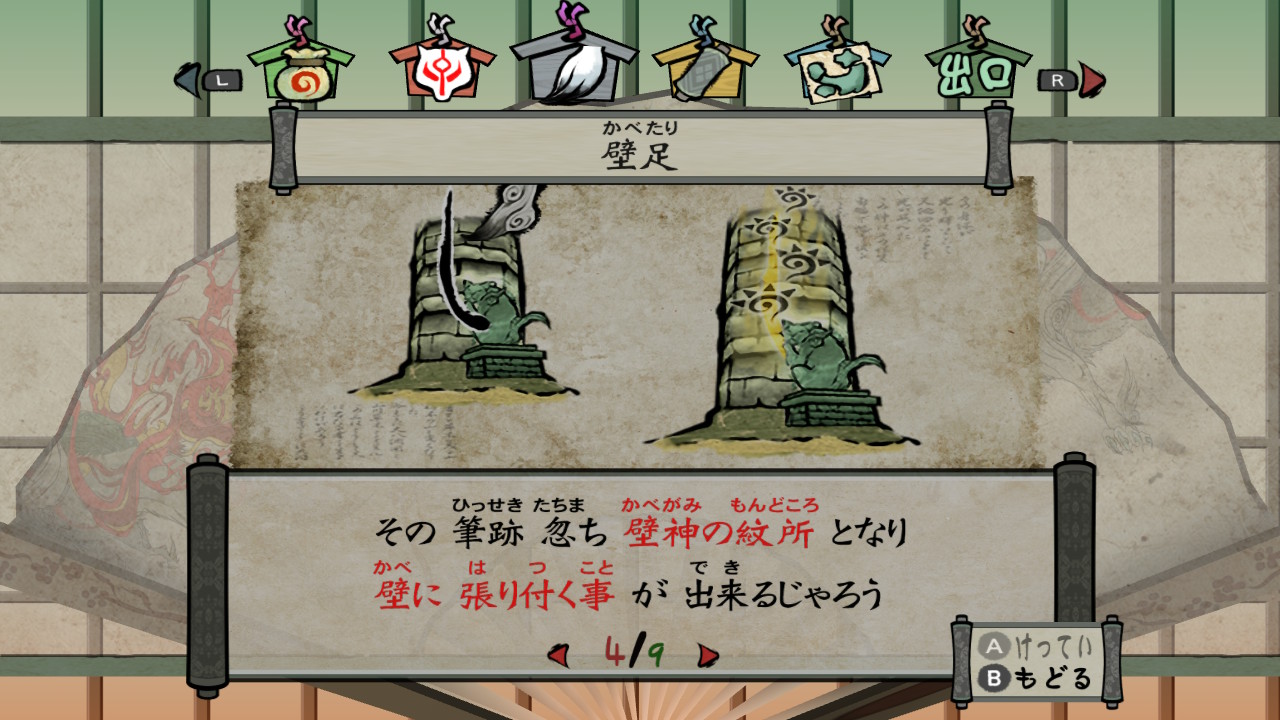 L
出口
R
かべたり
壁足
ひっせき たちま かべがみ もんどころ
その 筆跡 忽ち 壁神の紋所 となり
かべ は つ こと で き
壁に 張り付く事 が 出来るじゃろう
4/9
A けってい
B もどる